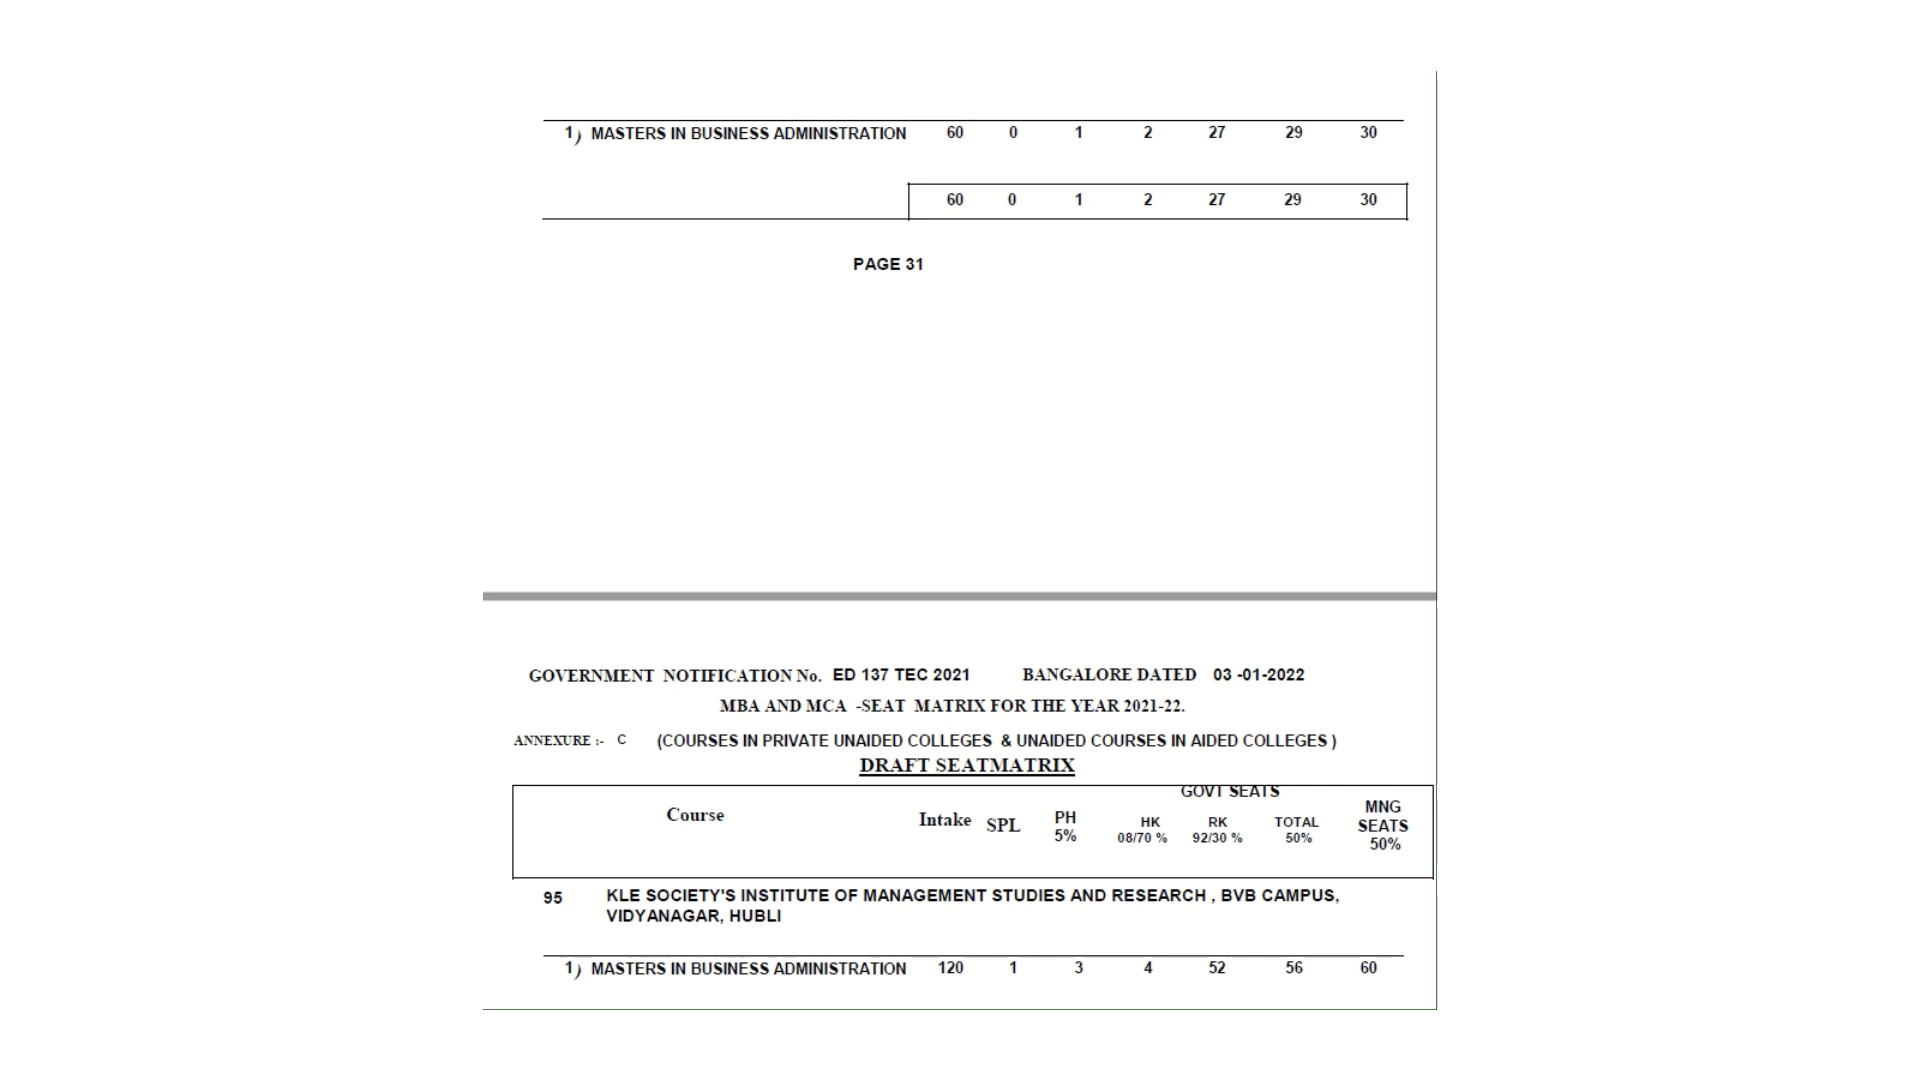 1) MASTERS IN BUSINESS ADMINISTRATION 60 0 1 2 27 29 30
60 0 1 2 27 29 30
PAGE 31
GOVERNMENT NOTIFICATION No. ED 137 TEC 2021 BANGALORE DATED 03 -01-2022
MBA AND MCA -SEAT MATRIX FOR THE YEAR 2021-22.
ANNEXURE :- C (COURSES IN PRIVATE UNAIDED COLLEGES & UNAIDED COURSES IN AIDED COLLEGES )
DRAFT SEATMATRIX
GOVT SEATS
Course Intake SPL PH HK RK TOTAL MNG SEATS
5% 08/70 % 92/30 % 50% 50%
95 KLE SOCIETY'S INSTITUTE OF MANAGEMENT STUDIES AND RESEARCH , BVB CAMPUS,
VIDYANAGAR, HUBLI
1) MASTERS IN BUSINESS ADMINISTRATION 120 1 3 4 52 56 60